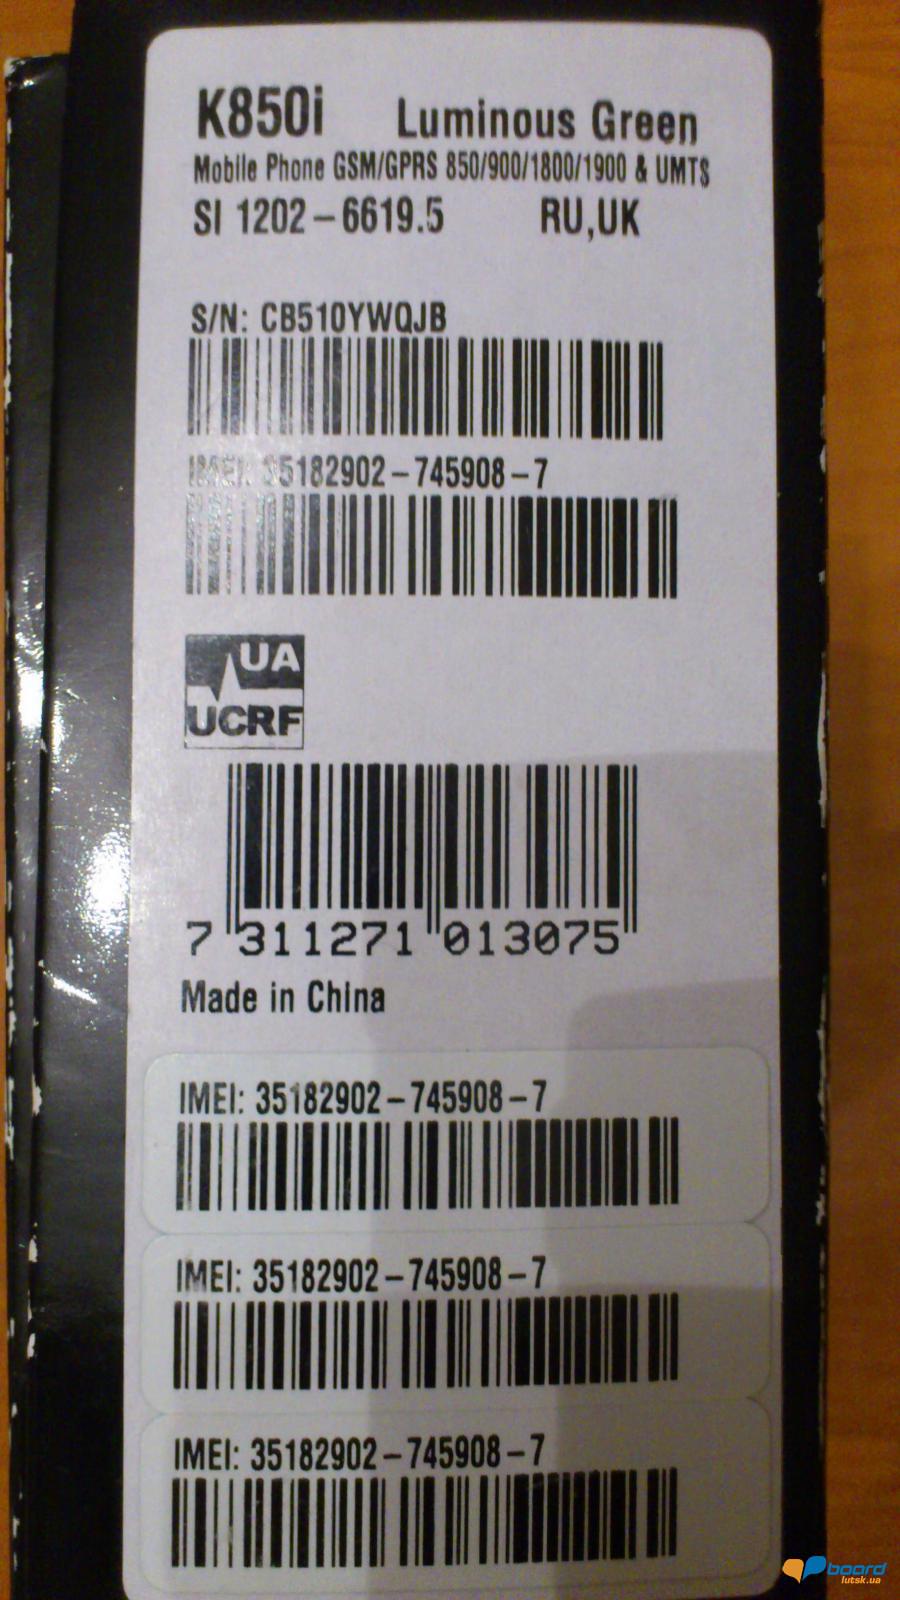 K850i Luminous Green
Mobile Phone GSM/GPRS 850/900/1800/1900 & UMTS
SI 1202-6619.5 RU,UK
S/N: CB510YWQJB
IMEI: 35182902-745908-7
UA
UCRF
7 311271 013075
Made in China
IMEI: 35182902-745908-7
IMEI: 35182902-745908-7
IMEI: 35182902-745908-7
board
lutsk.ua